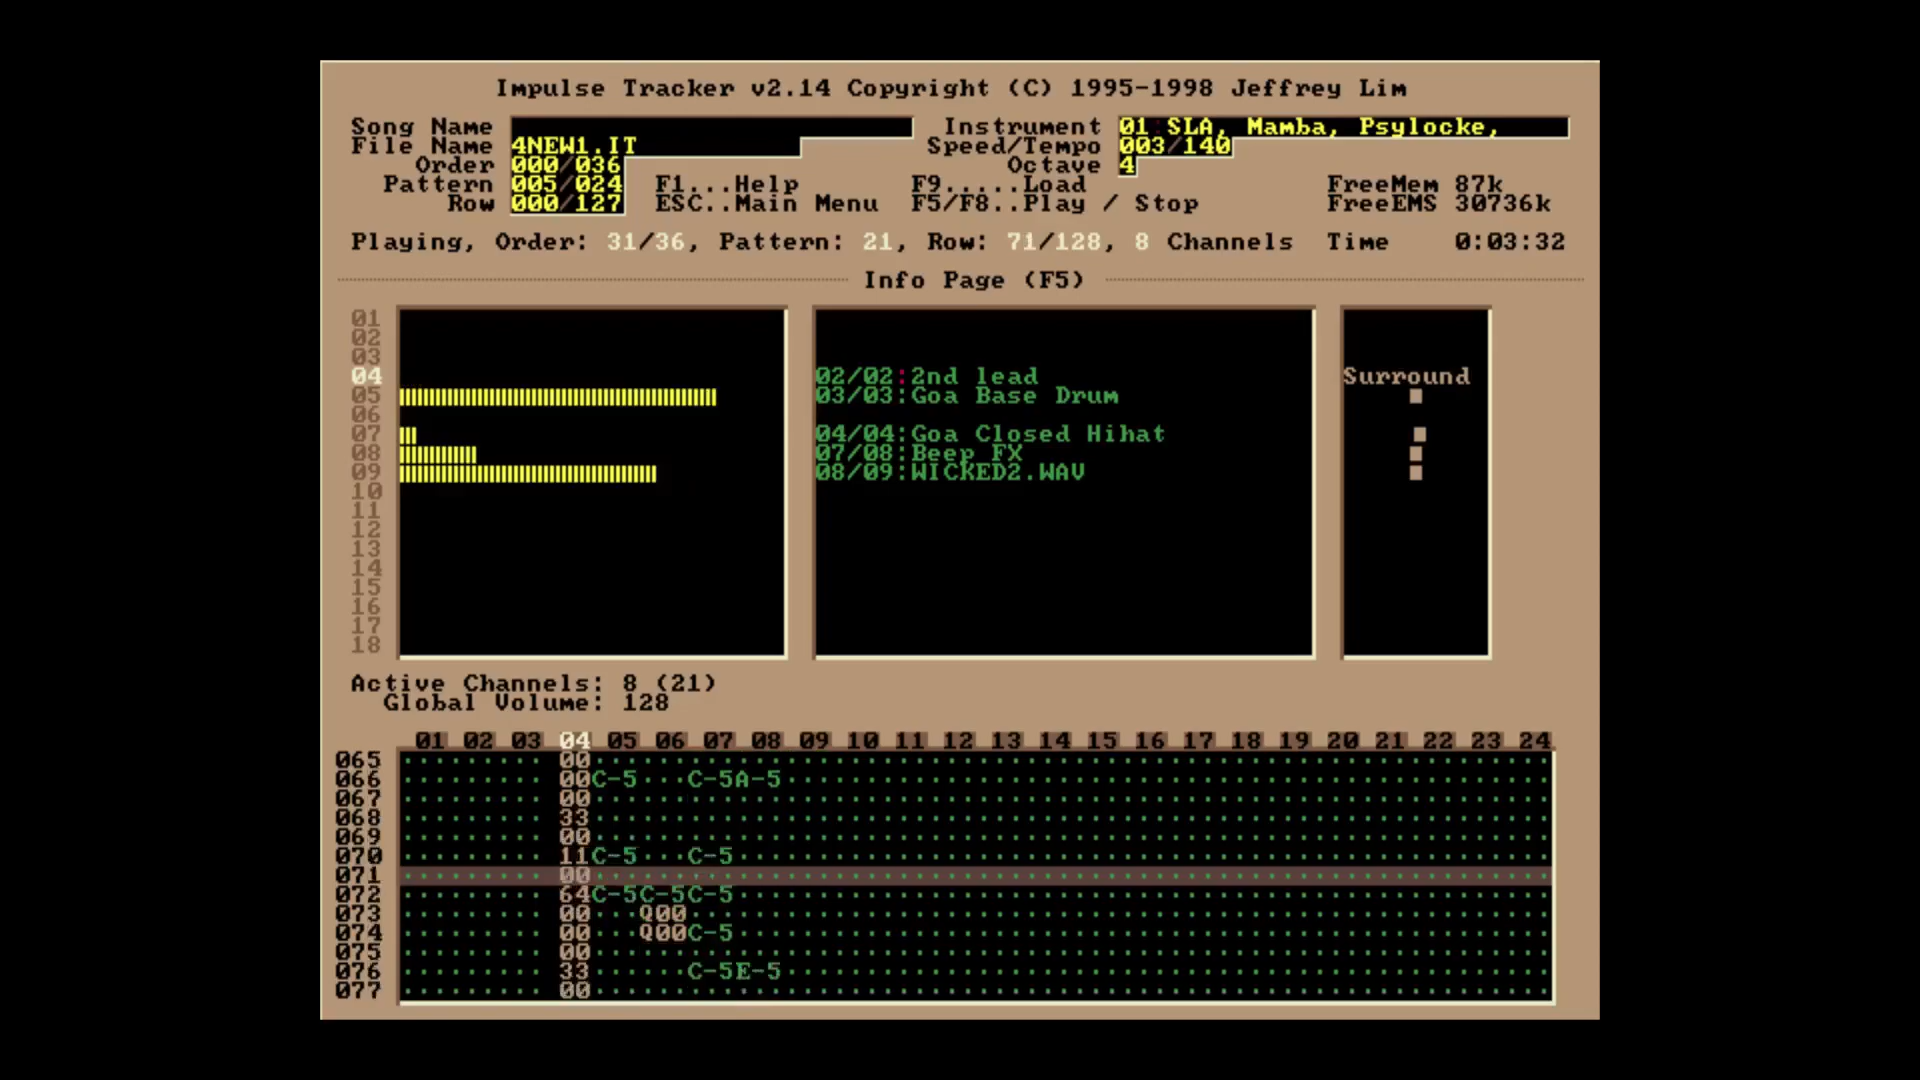 Impulse Tracker v2.14 Copyright (C) 1995-1998 Jeffrey Lim
Song Name Instrument 01 SLA, Mamba, Psylocke,
File Name 4NEW1.IT Speed/Tempo 003/140
Order 000/036 Octave 4
Pattern 005/024 F1...Help F9.....Load FreeMem 87k
Row 000/127 ESC..Main Menu F5/F8..Play / Stop FreeEMS 30736k
Playing, Order: 31/36, Pattern: 21, Row: 71/128, 8 Channels Time 0:03:32
Info Page (F5)
01
02
03
04 02/02:2nd lead Surround
05 03/03:Goa Base Drum
06
07 04/04:Goa Closed Hihat
08 07/08:Beep FX
09 08/09:WICKED2.WAV
10
11
12
13
14
15
16
17
18
Active Channels: 8 (21)
Global Volume: 128
01 02 03 04 05 06 07 08 09 10 11 12 13 14 15 16 17 18 19 20 21 22 23 24
065 00
066 00 C-5 C-5 A-5
067 00
068 33
069 00
070 11 C-5 C-5
071 00
072 64 C-5 C-5 C-5
073 00 Q00
074 00 Q00 C-5
075 00
076 33 C-5 E-5
077 00